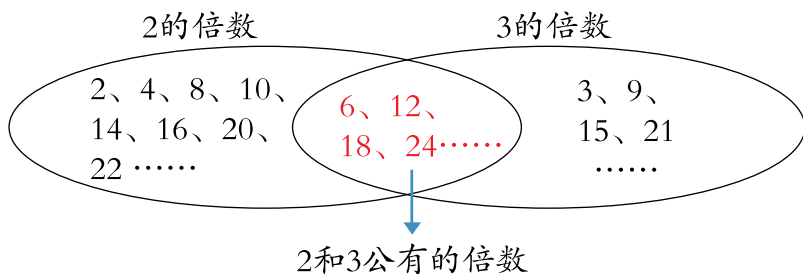 2的倍数
3的倍数
2、4、8、10、
14、16、20、
22 ……
6、12、
18、24……
3、9、
15、21
……
2和3公有的倍数